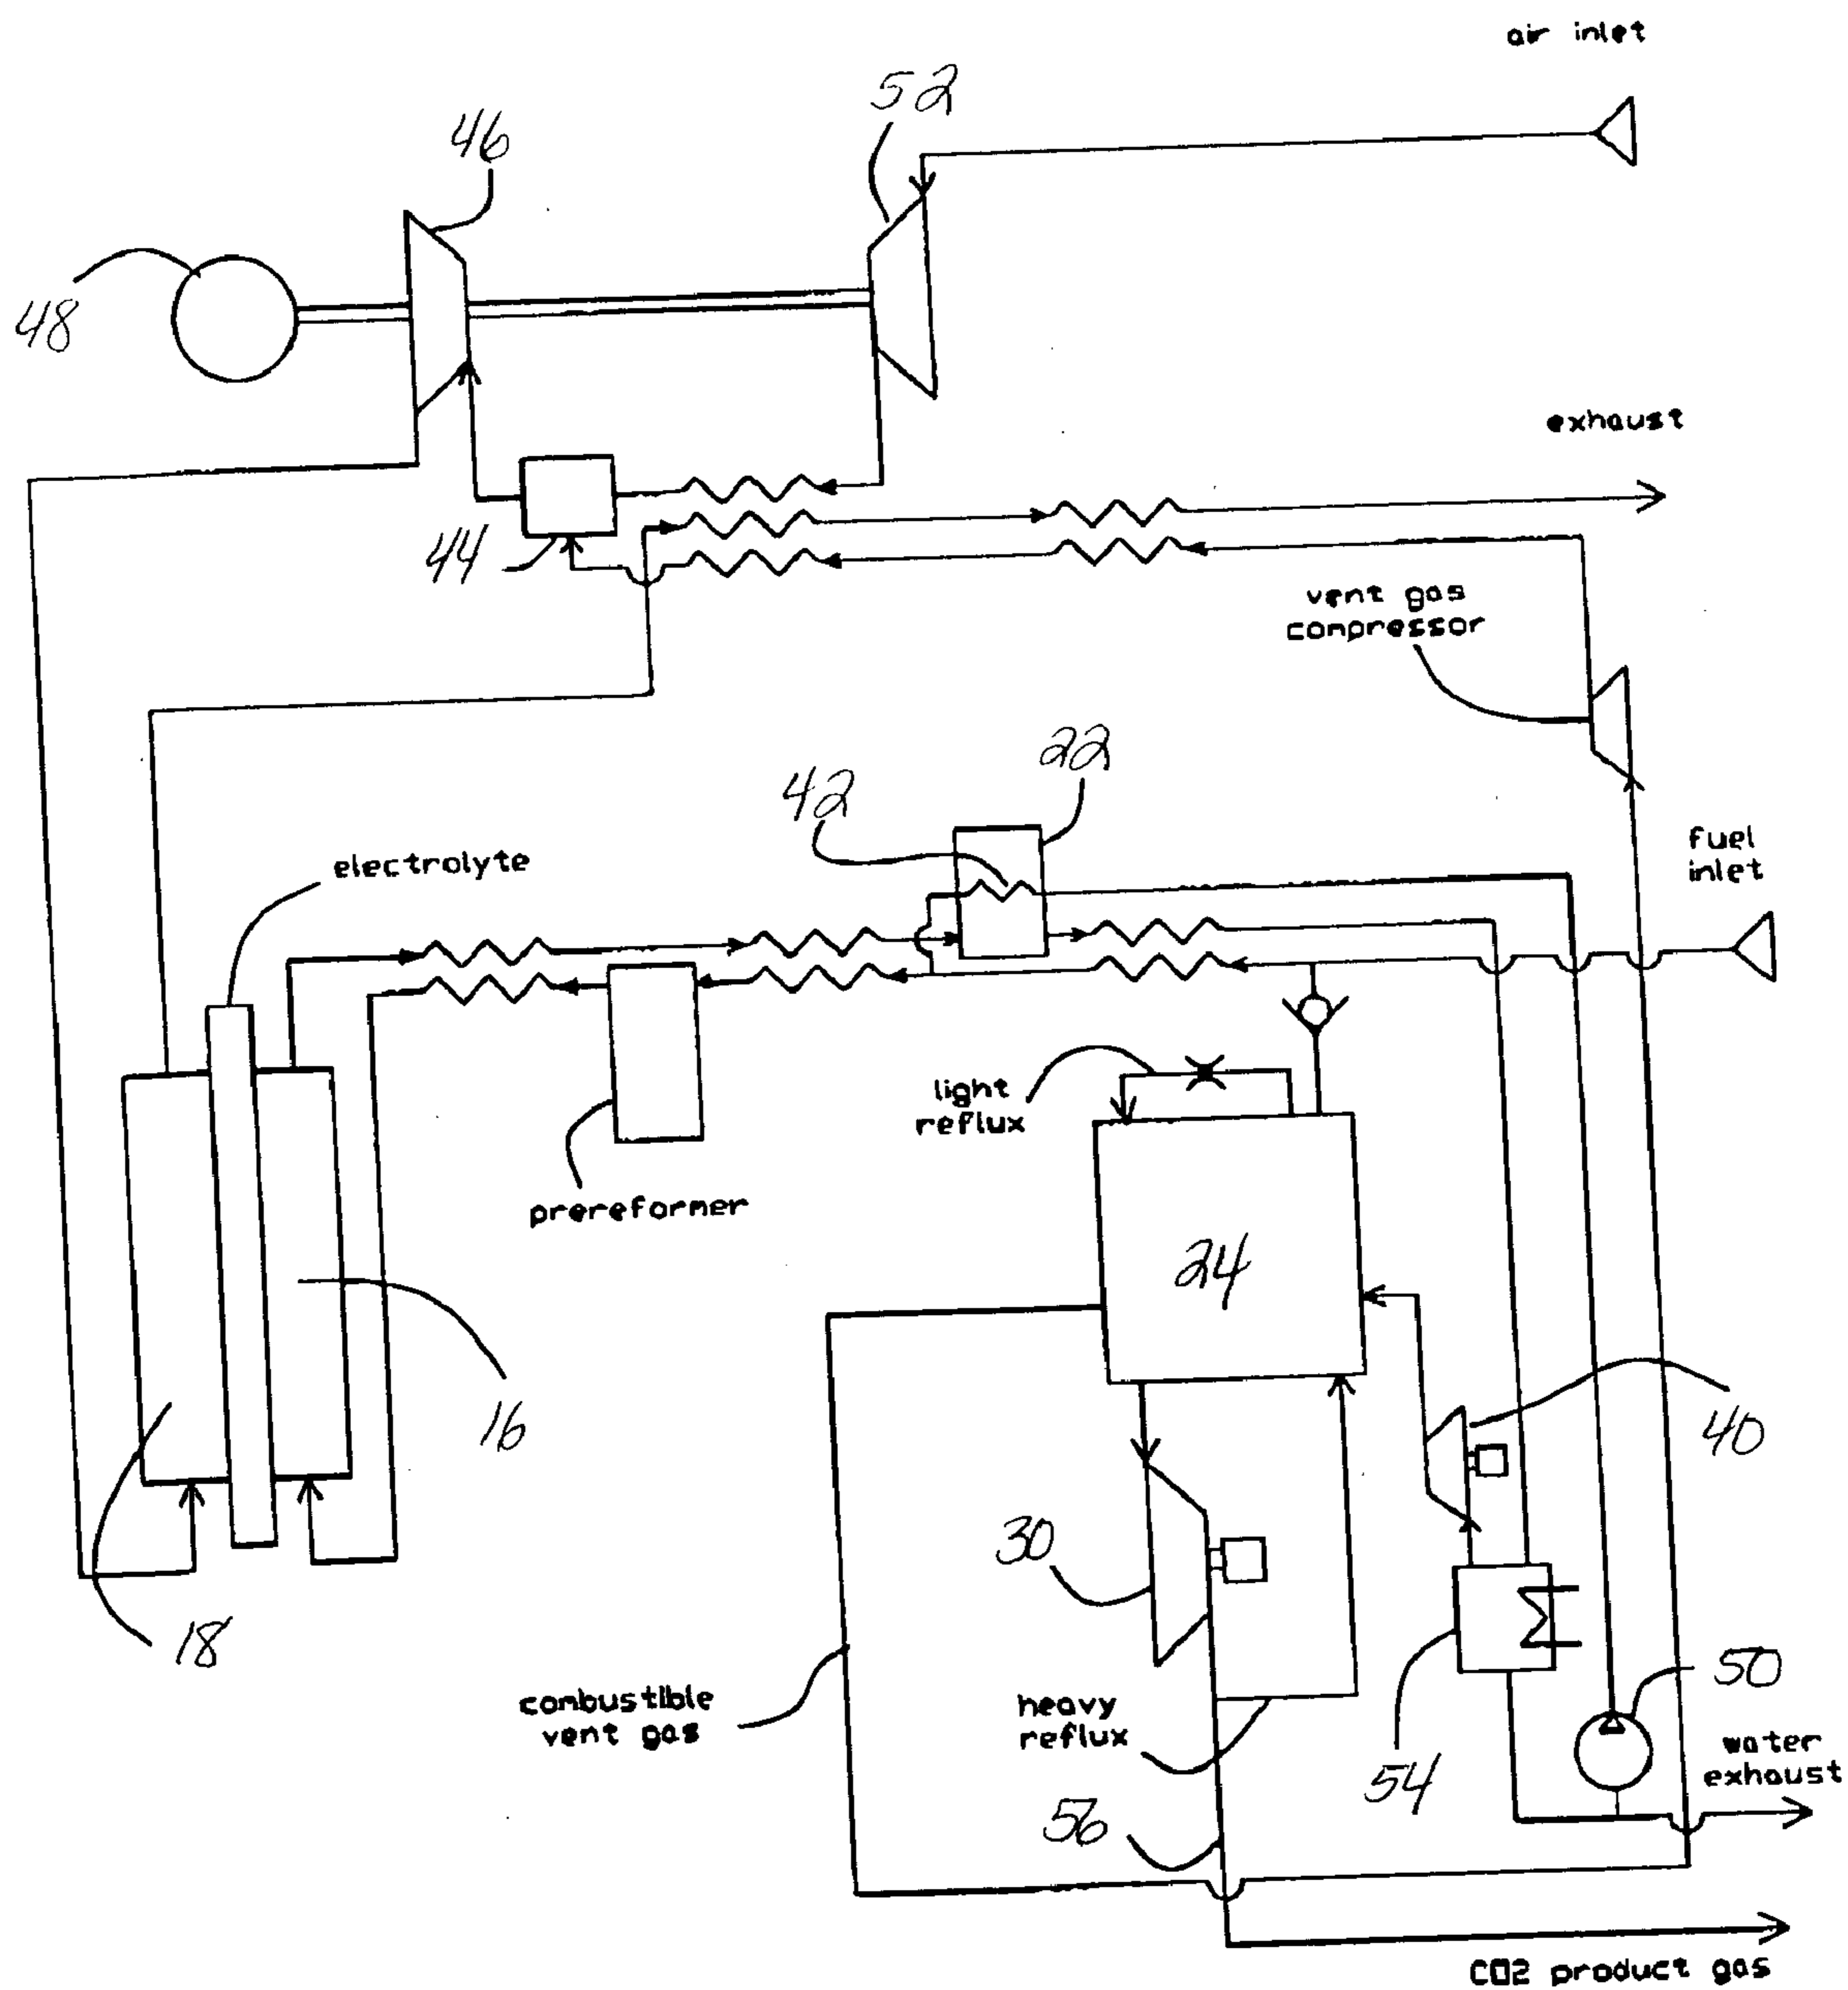 air inlet
52
46
48
exhaust
44
vent gas
compressor
22
42
fuel
inlet
electrolyte
light
reflux
prereformer
24
16
40
30
18
50
combustible
vent gas
heavy
reflux
54
water
exhaust
56
CO2 product gas